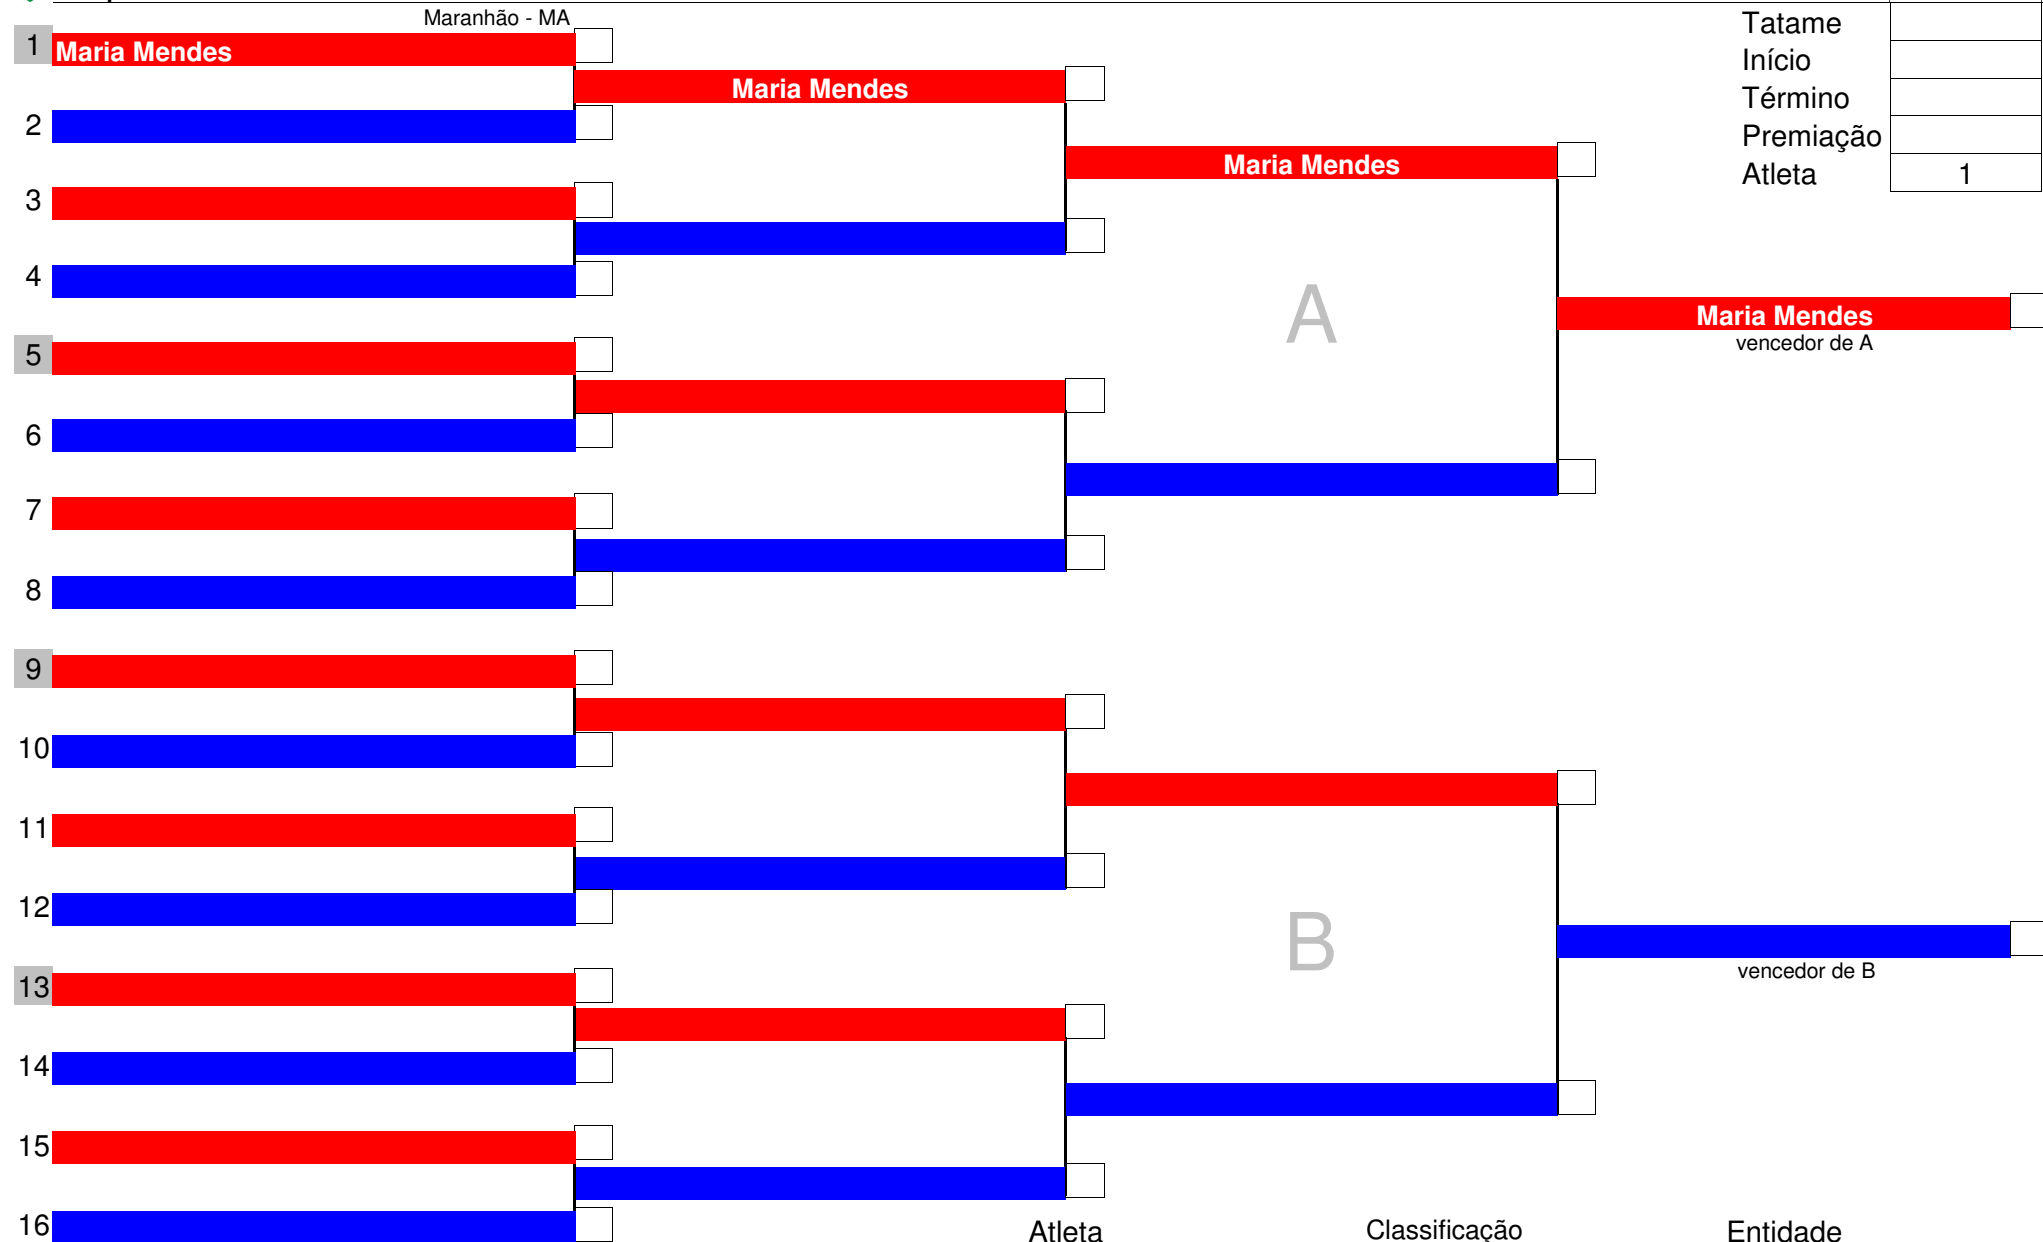 Maranhão - MA
Tatame
1
Maria Mendes
Início
Maria Mendes
Término
2
Premiação
Maria Mendes
Atleta 1
3
4
A
Maria Mendes
vencedor de A
5
6
7
8
9
10
11
12
B
vencedor de B
13
14
15
16
Atleta Classificação Entidade